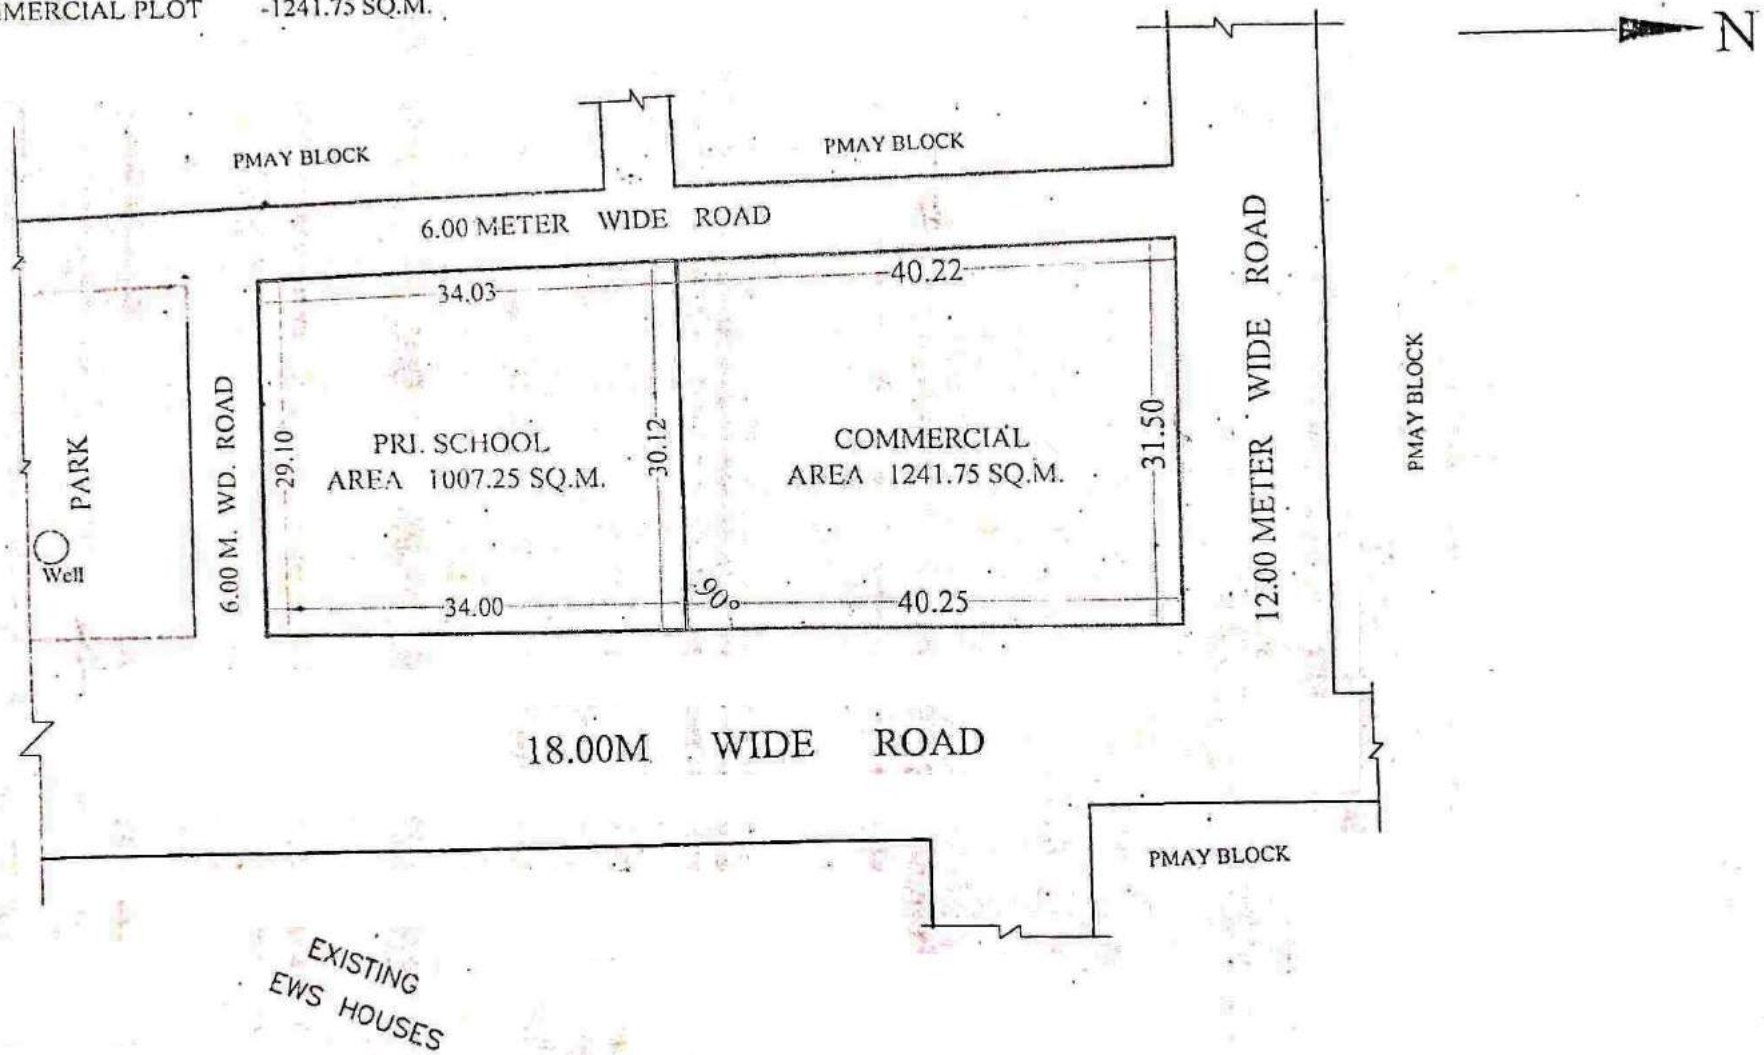 MERCIAL PLOT -1241.75 SQ.M.
N
PMAY BLOCK
PMAY BLOCK
6.00 METER WIDE ROAD
34.03
40.22
PARK
Well
6.00 M. WD. ROAD
29.10
PRI. SCHOOL
AREA 1007.25 SQ.M.
30.12
COMMERCIAL
AREA 1241.75 SQ.M.
31.50
12.00 METER WIDE ROAD
PMAY BLOCK
34.00
90°
40.25
18.00M WIDE ROAD
PMAY BLOCK
EXISTING
EWS HOUSES